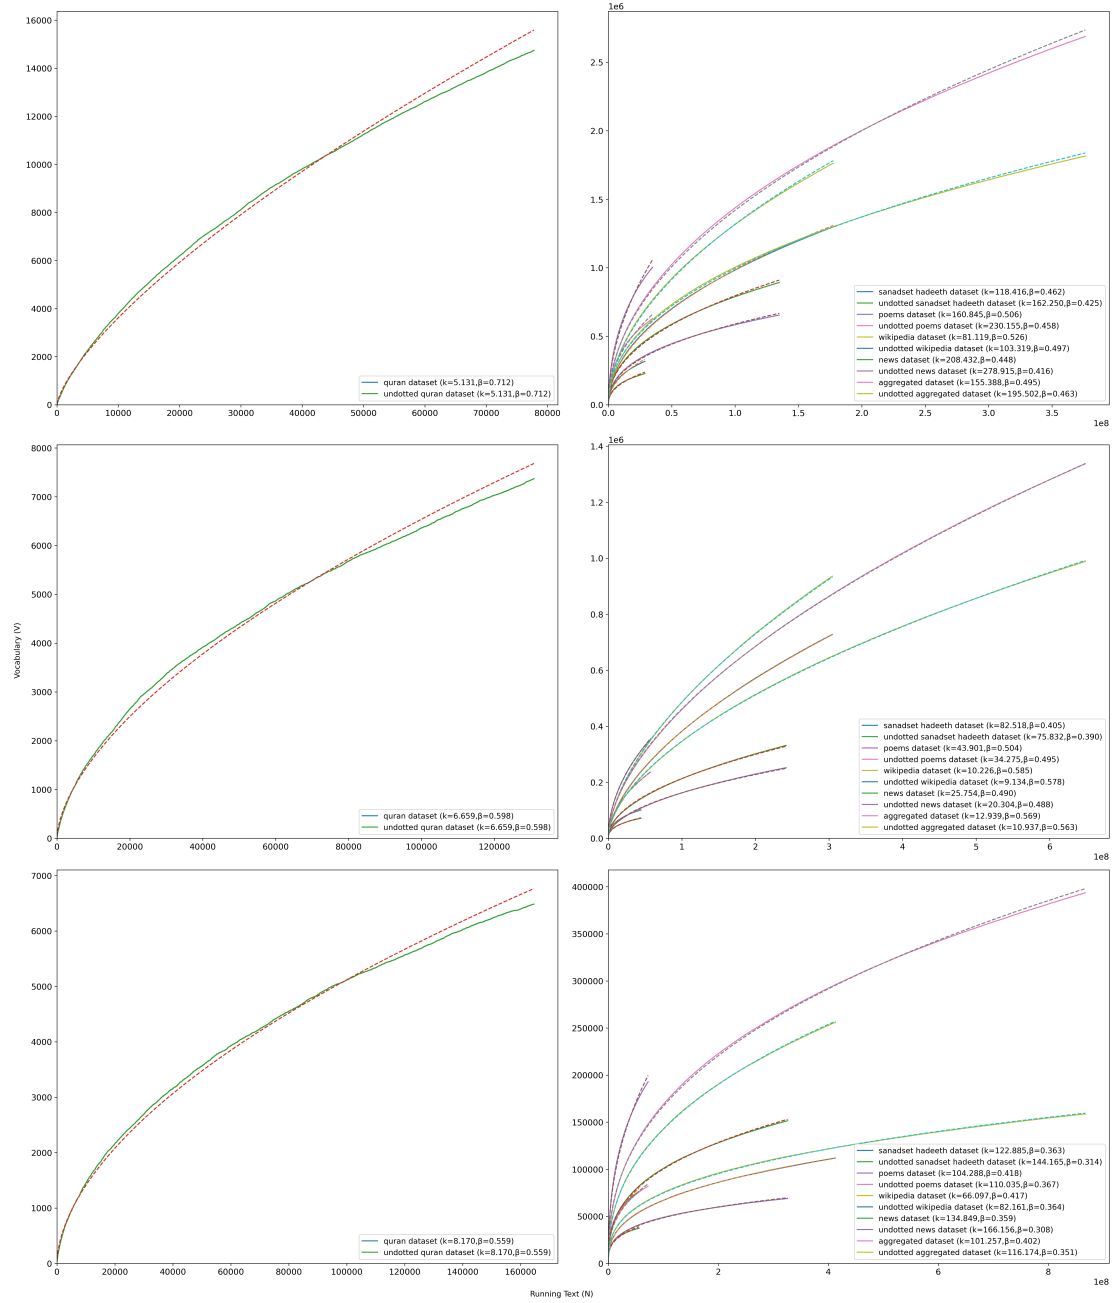 16000
14000
12000
10000
8000
6000
4000
2000
0
0 10000 20000 30000 40000 50000 60000 70000 80000
quran dataset (k=5.131,β=0.712)
undotted quran dataset (k=5.131,β=0.712)
1e6
2.5
2.0
1.5
1.0
0.5
0.0
0.0 0.5 1.0 1.5 2.0 2.5 3.0 3.5
1e8
sanadset hadeeth dataset (k=118.416,β=0.462)
undotted sanadset hadeeth dataset (k=162.250,β=0.425)
poems dataset (k=160.845,β=0.506)
undotted poems dataset (k=230.155,β=0.458)
wikipedia dataset (k=81.119,β=0.526)
undotted wikipedia dataset (k=103.319,β=0.497)
news dataset (k=208.432,β=0.448)
undotted news dataset (k=278.915,β=0.416)
aggregated dataset (k=155.388,β=0.495)
undotted aggregated dataset (k=195.502,β=0.463)
Vocabulary (V)
8000
7000
6000
5000
4000
3000
2000
1000
0
0 20000 40000 60000 80000 100000 120000
quran dataset (k=6.659,β=0.598)
undotted quran dataset (k=6.659,β=0.598)
1e6
1.4
1.2
1.0
0.8
0.6
0.4
0.2
0.0
0 1 2 3 4 5 6
1e8
sanadset hadeeth dataset (k=82.518,β=0.405)
undotted sanadset hadeeth dataset (k=75.832,β=0.390)
poems dataset (k=43.901,β=0.504)
undotted poems dataset (k=34.275,β=0.495)
wikipedia dataset (k=10.226,β=0.585)
undotted wikipedia dataset (k=9.134,β=0.578)
news dataset (k=25.754,β=0.490)
undotted news dataset (k=20.304,β=0.488)
aggregated dataset (k=12.939,β=0.569)
undotted aggregated dataset (k=10.937,β=0.563)
7000
6000
5000
4000
3000
2000
1000
0
0 20000 40000 60000 80000 100000 120000 140000 160000
quran dataset (k=8.170,β=0.559)
undotted quran dataset (k=8.170,β=0.559)
400000
350000
300000
250000
200000
150000
100000
50000
0
0 2 4 6 8
1e8
sanadset hadeeth dataset (k=122.885,β=0.363)
undotted sanadset hadeeth dataset (k=144.165,β=0.314)
poems dataset (k=104.288,β=0.418)
undotted poems dataset (k=110.035,β=0.367)
wikipedia dataset (k=66.097,β=0.417)
undotted wikipedia dataset (k=82.161,β=0.364)
news dataset (k=134.849,β=0.359)
undotted news dataset (k=166.156,β=0.308)
aggregated dataset (k=101.257,β=0.402)
undotted aggregated dataset (k=116.174,β=0.351)
Running Text (N)